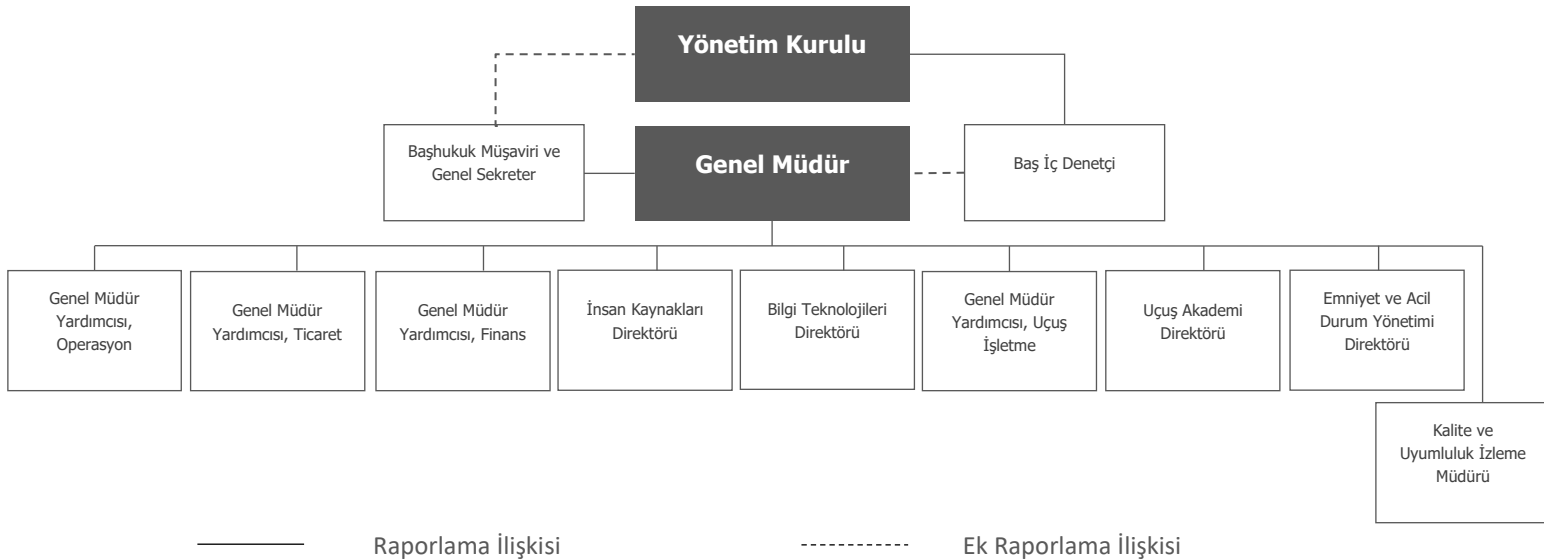 Yönetim Kurulu
Başhukuk Müşaviri ve
Genel Sekreter
Genel Müdür
Baş İç Denetçi
Genel Müdür
Yardımcısı,
Operasyon
Genel Müdür
Yardımcısı, Ticaret
Genel Müdür
Yardımcısı, Finans
İnsan Kaynakları
Direktörü
Bilgi Teknolojileri
Direktörü
Genel Müdür
Yardımcısı, Uçuş
İşletme
Uçuş Akademi
Direktörü
Emniyet ve Acil
Durum Yönetimi
Direktörü
Kalite ve
Uyumluluk İzleme
Müdürü
Raporlama İlişkisi
Ek Raporlama İlişkisi